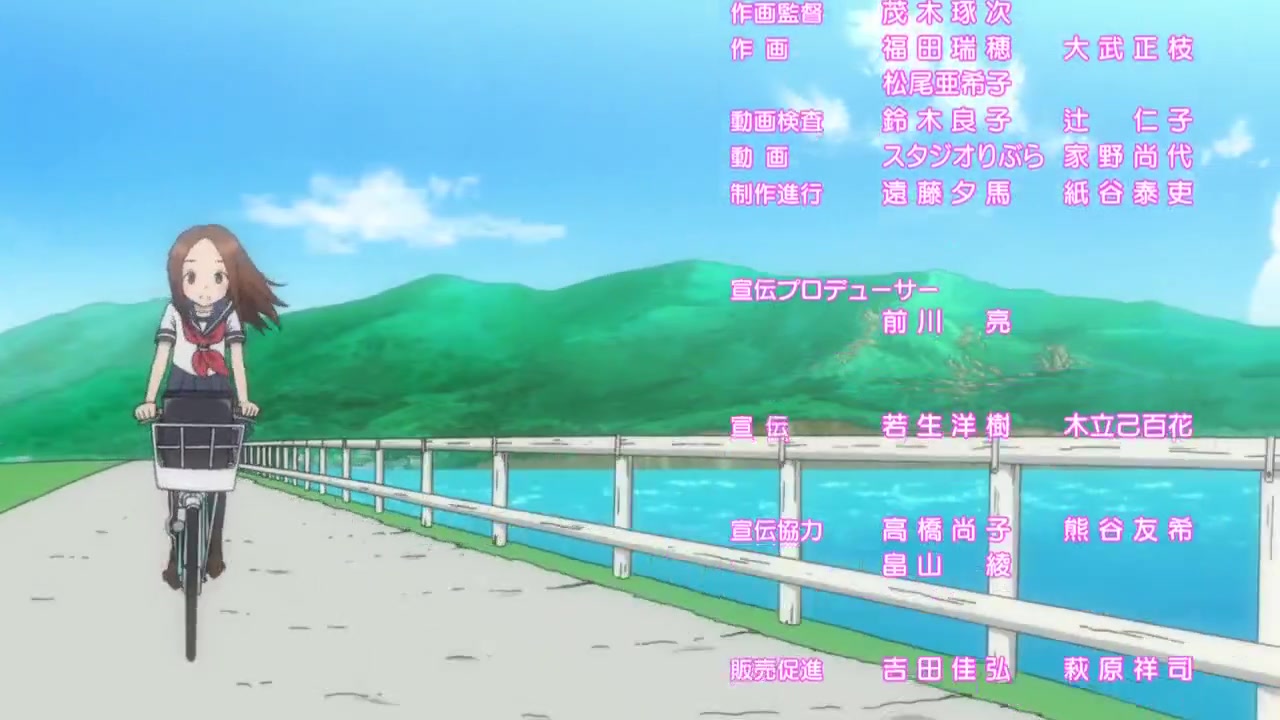 作画監督 茂木琢次
作画 福田瑞穂 大武正枝
松尾亜希子
動画検査 鈴木良子 辻 仁子
動画 スタジオりぶら 家野尚代
制作進行 遠藤夕馬 紙谷泰吏
宣伝プロデューサー
前川 亮
宣伝 若生洋樹 木立己百花
宣伝協力 高橋尚子 熊谷友希
畠山 綾
販売促進 吉田佳弘 萩原祥司